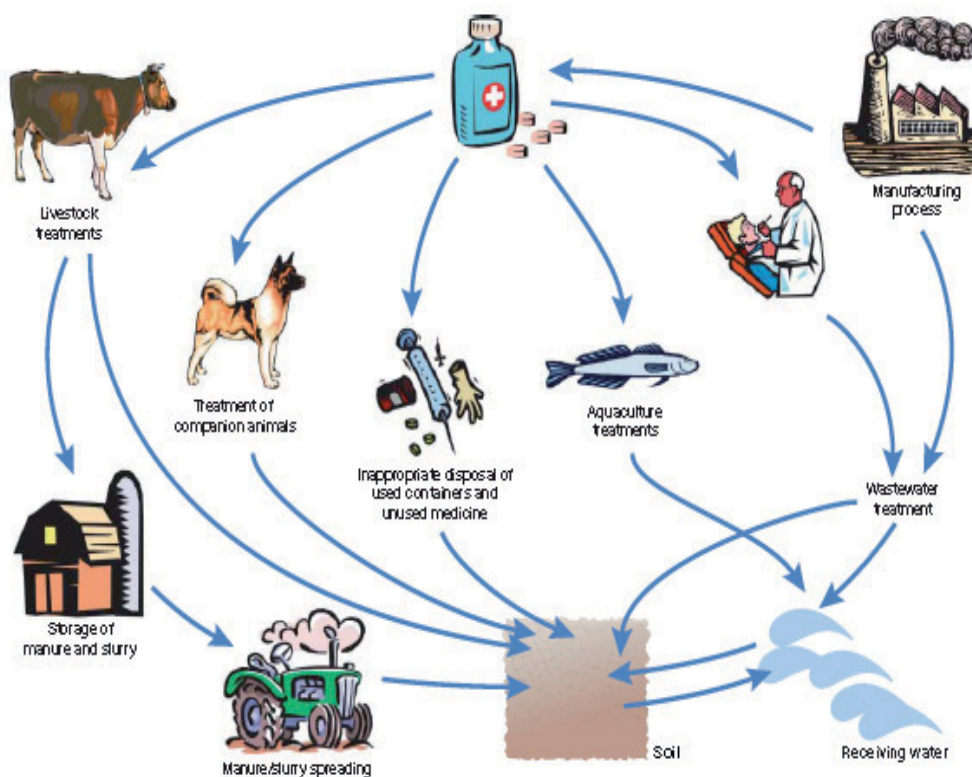 Livestock
treatments
Manufacturing
process
Treatment of
companion animals
Inappropriate disposal of
used containers and
unused medicine
Aquaculture
treatments
Wastewater
treatment
Storage of
manure and slurry
Manure/slurry spreading
Soil
Receiving water